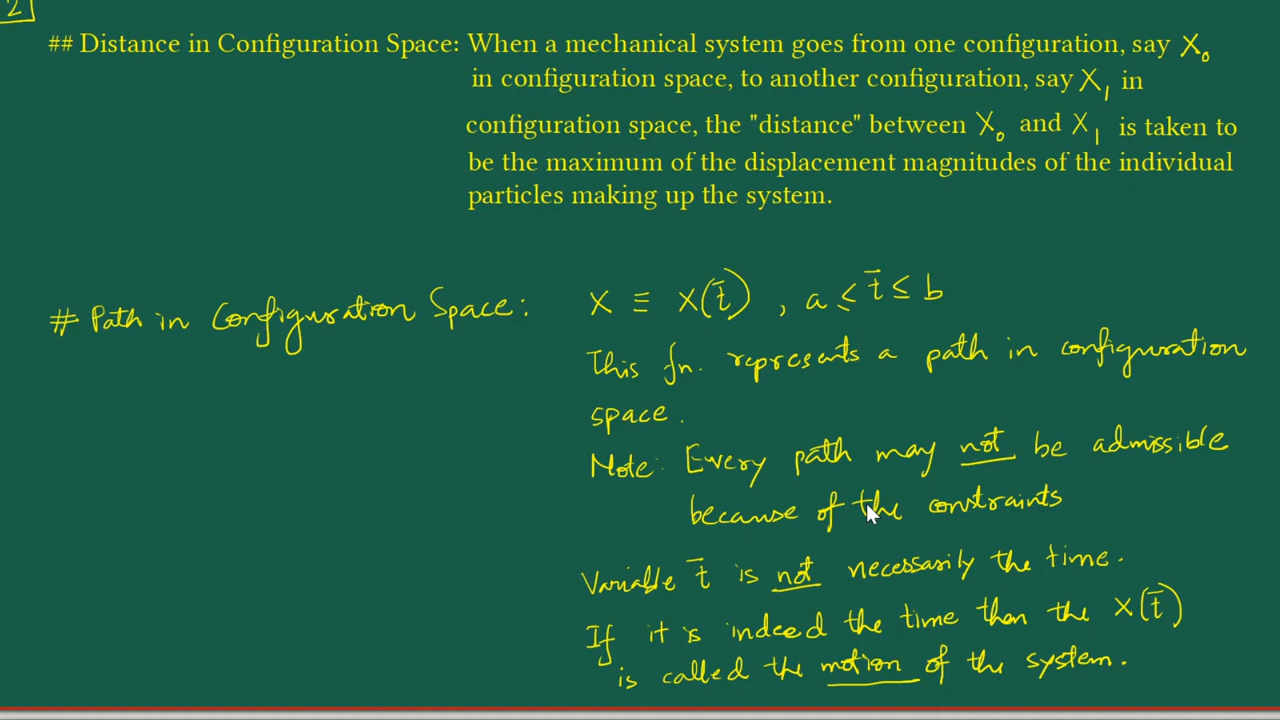 2
## Distance in Configuration Space: When a mechanical system goes from one configuration, say X₀
in configuration space, to another configuration, say X₁ in
configuration space, the "distance" between X₀ and X₁ is taken to
be the maximum of the displacement magnitudes of the individual
particles making up the system.
# Path in Configuration Space: X ≡ X(t̄) , a ≤ t̄ ≤ b
This fn. represents a path in configuration
space.
Note: Every path may not be admissible
because of the constraints
Variable t̄ is not necessarily the time.
If it is indeed the time then the X(t̄)
is called the motion of the system.